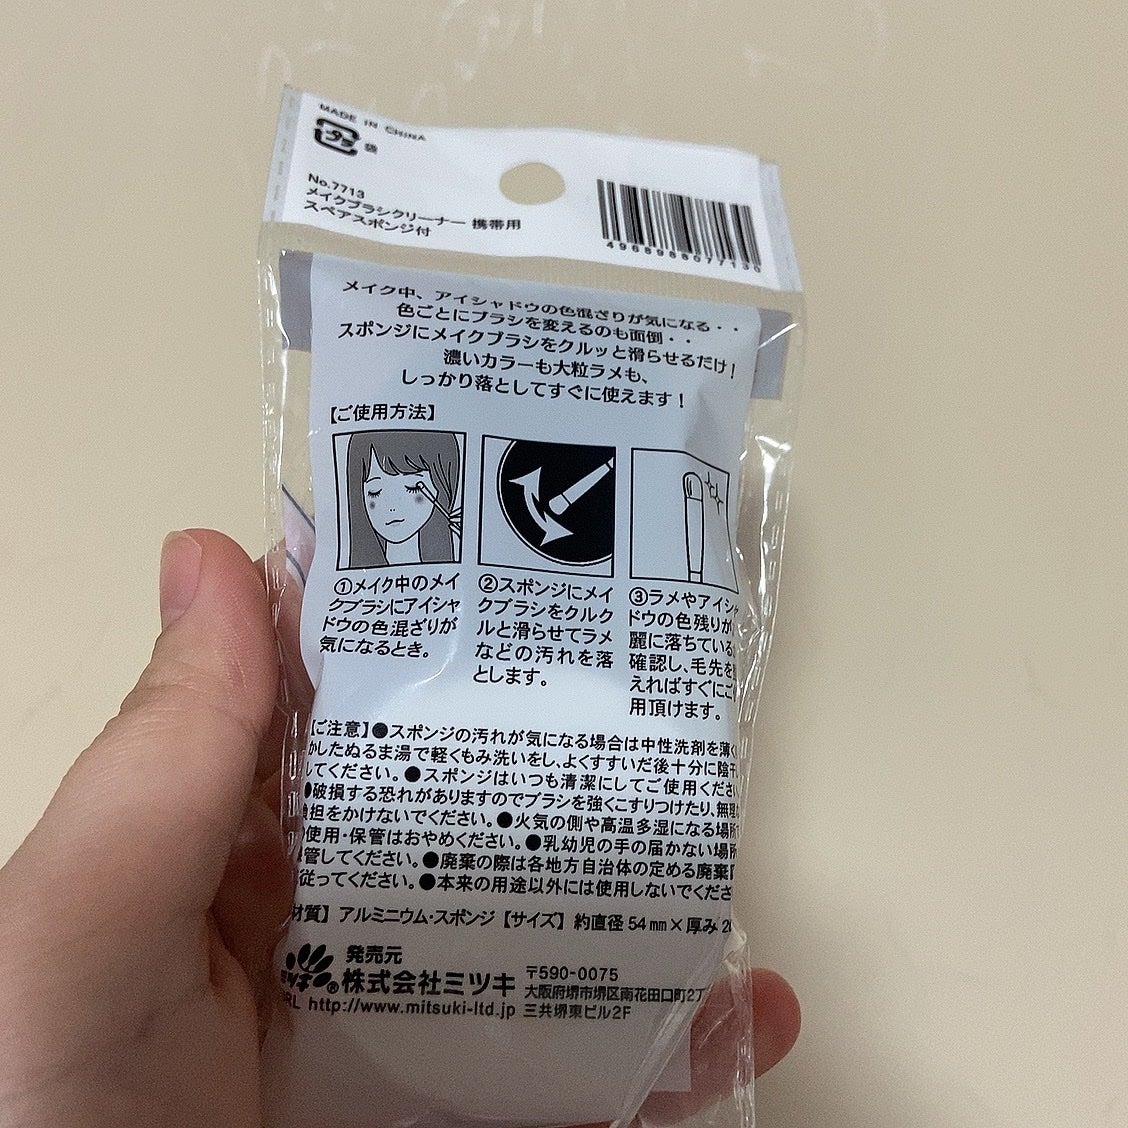 MADE IN CHINA
プラ 袋
No.7713
メイクブラシクリーナー 携帯用
スペアスポンジ付
4968988077130
メイク中、アイシャドウの色混ざりが気になる・・
色ごとにブラシを変えるのも面倒・・
スポンジにメイクブラシをクルッと滑らせるだけ!
濃いカラーも大粒ラメも、
しっかり落としてすぐに使えます!
【ご使用方法】
①メイク中のメイ
クブラシにアイシャ
ドウの色混ざりが
気になるとき。
②スポンジにメイ
クブラシをクルク
ルと滑らせてラメ
などの汚れを落
とします。
③ラメやアイシャ
ドウの色残りが
麗に落ちている
確認し、毛先を
えればすぐにご
用頂けます。
【ご注意】●スポンジの汚れが気になる場合は中性洗剤を薄く
かしたぬるま湯で軽くもみ洗いをし、よくすすいだ後十分に陰干
してください。●スポンジはいつも清潔にしてご使用くださ
●破損する恐れがありますのでブラシを強くこすりつけたり、無理
負担をかけないでください。●火気の側や高温多湿になる場所
使用・保管はおやめください。●乳幼児の手の届かない場所
保管してください。●廃棄の際は各地方自治体の定める廃棄
従ってください。●本来の用途以外には使用しないでくださ
材質】アルミニウム・スポンジ【サイズ】約直径54mm×厚み
発売元
ミツキ® 株式会社ミツキ 〒590-0075
大阪府堺市堺区南花田口町2丁
URL http://www.mitsuki-ltd.jp 三共堺東ビル2F